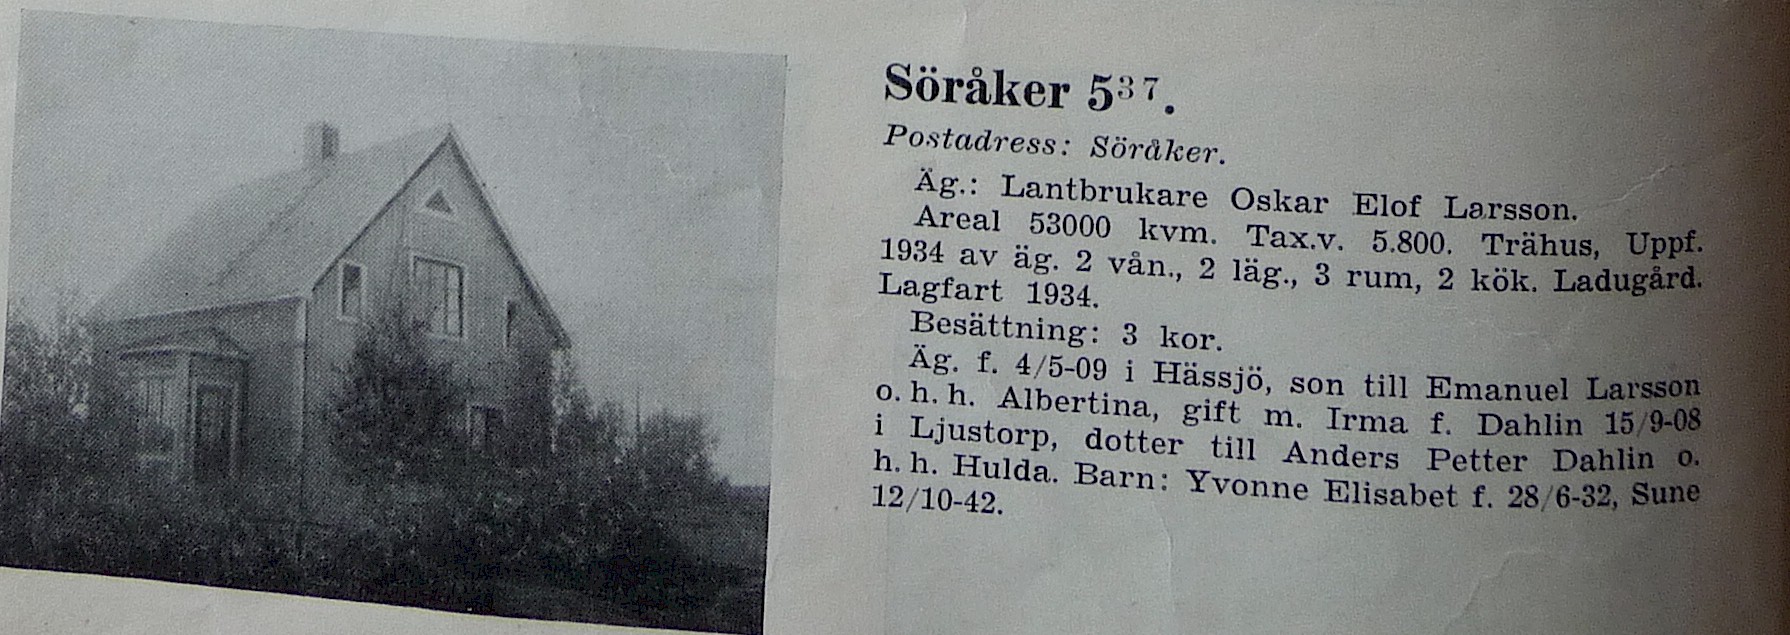 Söråker 5³⁷.
Postadress: Söråker.
Äg.: Lantbrukare Oskar Elof Larsson.
Areal 53000 kvm. Tax.v. 5.800. Trähus, Uppf.
1934 av äg. 2 vån., 2 läg., 3 rum, 2 kök. Ladugård.
Lagfart 1934.
Besättning: 3 kor.
Äg. f. 4/5-09 i Hässjö, son till Emanuel Larsson
o. h. h. Albertina, gift m. Irma f. Dahlin 15/9-08
i Ljustorp, dotter till Anders Petter Dahlin o.
h. h. Hulda. Barn: Yvonne Elisabet f. 28/6-32, Sune
12/10-42.